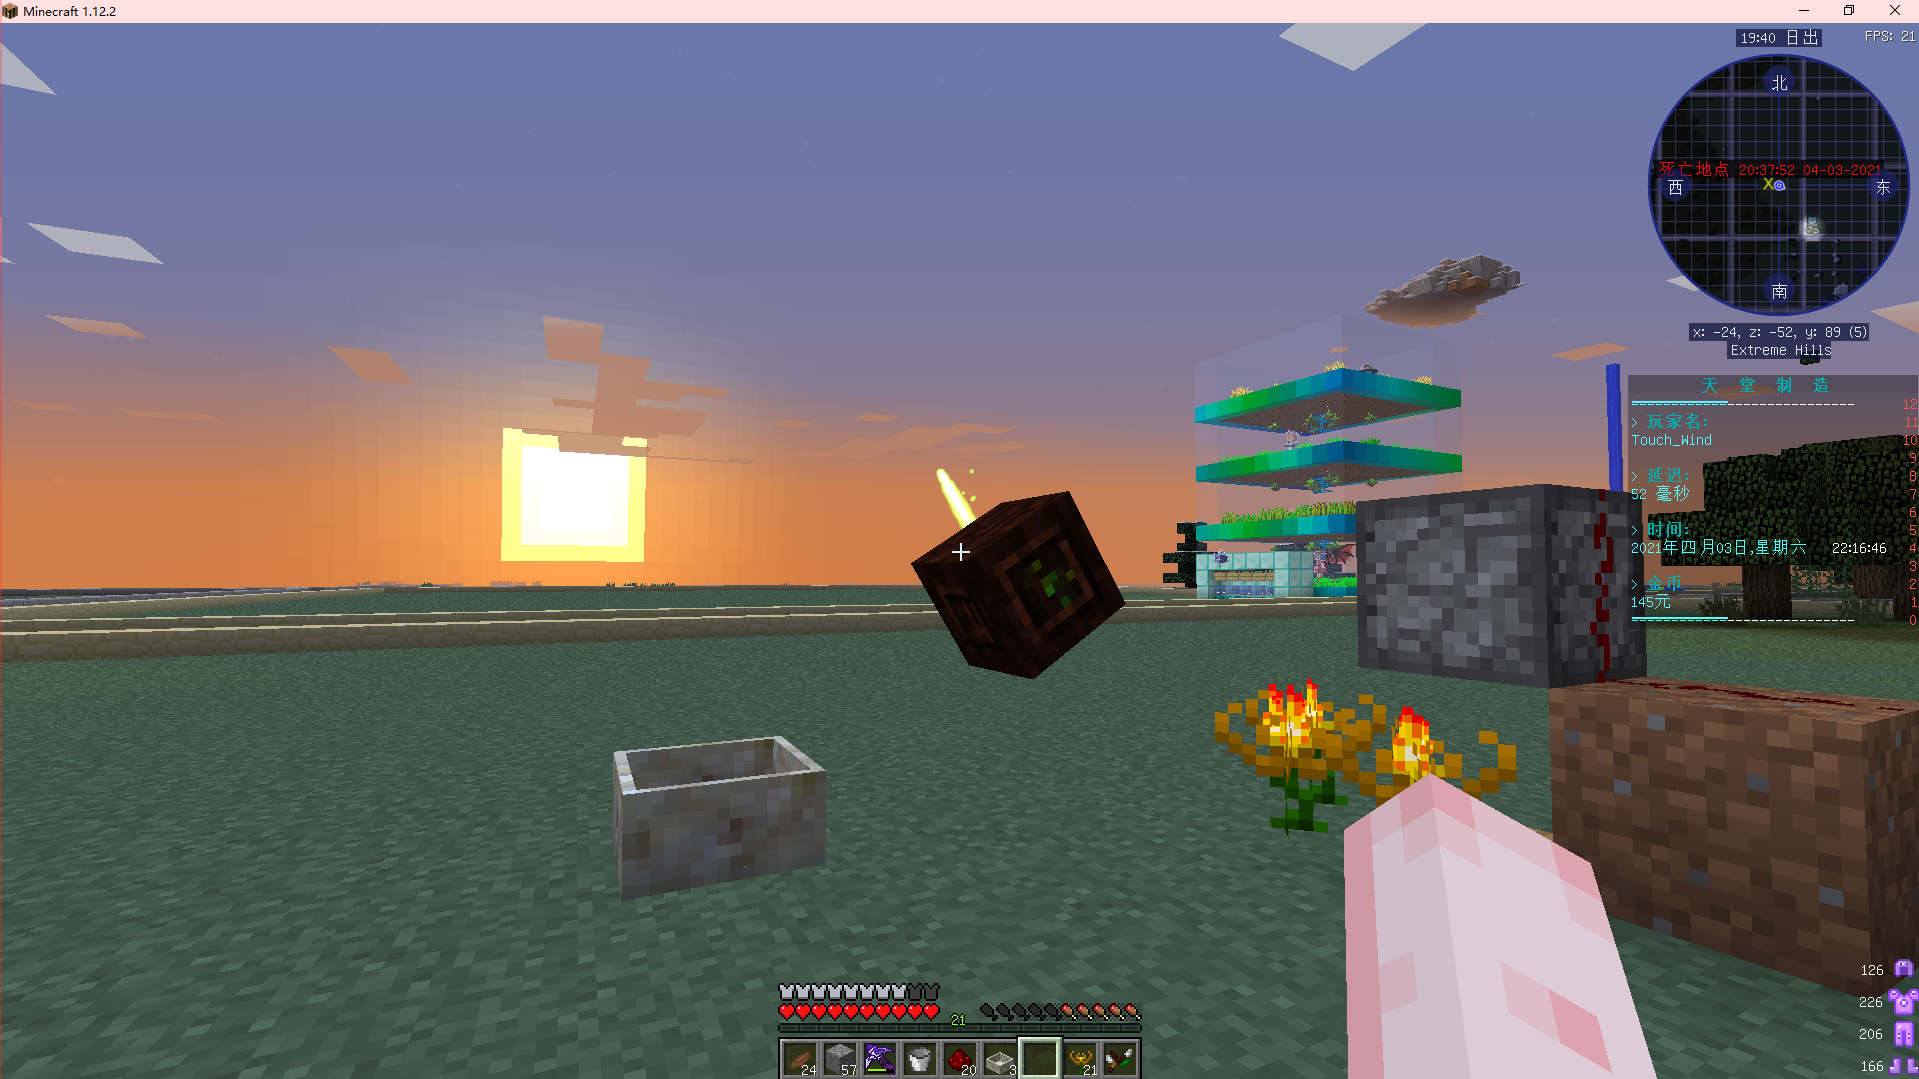 Minecraft 1.12.2
19:40 日出
FPS: 21
北
死亡地点 20:37:52 04-03-2021
X
西
东
南
x: -24, z: -52, y: 89 (5)
Extreme Hills
天 堂 制 造
12
> 玩家名:
11
Touch_Wind
10
9
> 延迟:
8
52 毫秒
7
6
> 时间:
5
2021年四月03日,星期六 22:16:46
4
3
> 金币
2
145元
1
0
126
226
206
166
21
24
57
20
3
21